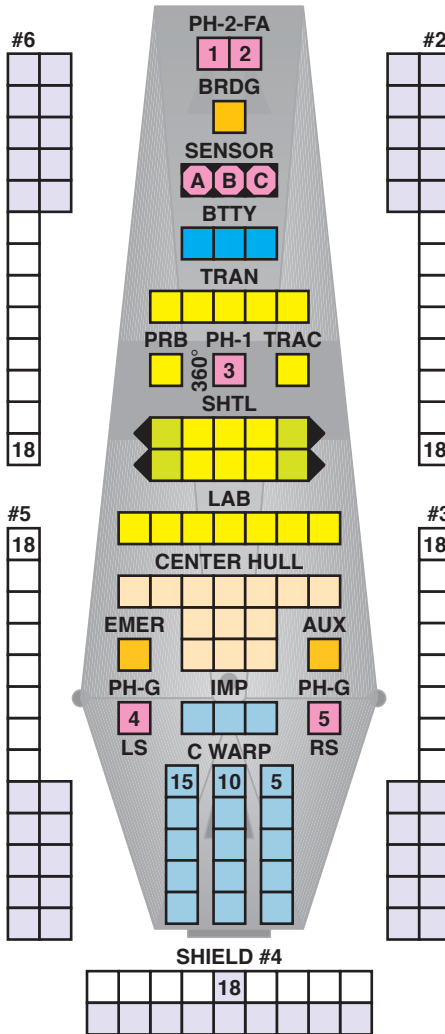 PH-2-FA
#6
#2
1 2
BRDG
SENSOR
A B C
BTTY
TRAN
PRB PH-1 TRAC
360°
3
SHTL
18
18
LAB
#5
#3
18
18
CENTER HULL
EMER AUX
PH-G IMP PH-G
4 5
LS C WARP RS
15 10 5
SHIELD #4
18